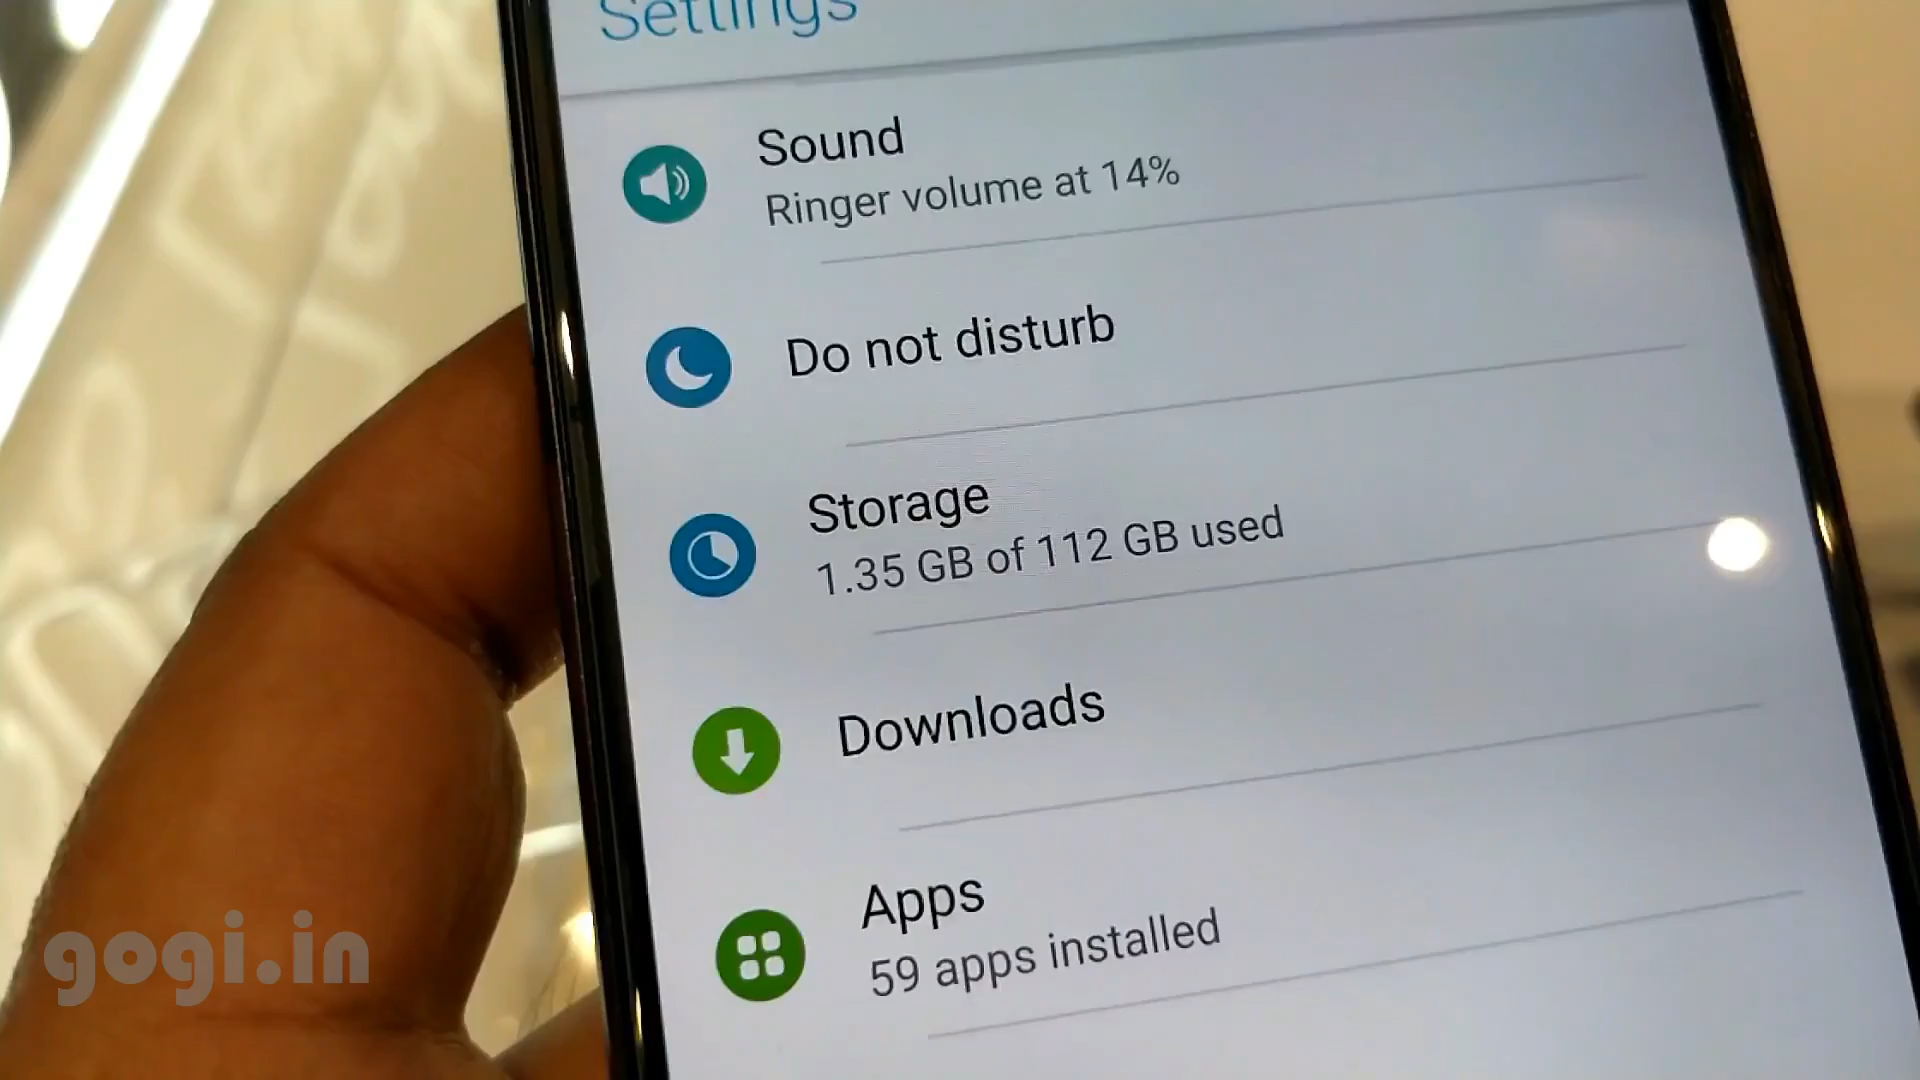 Settings
Sound
Ringer volume at 14%
Do not disturb
Storage
1.35 GB of 112 GB used
Downloads
Apps
59 apps installed
gogi.in